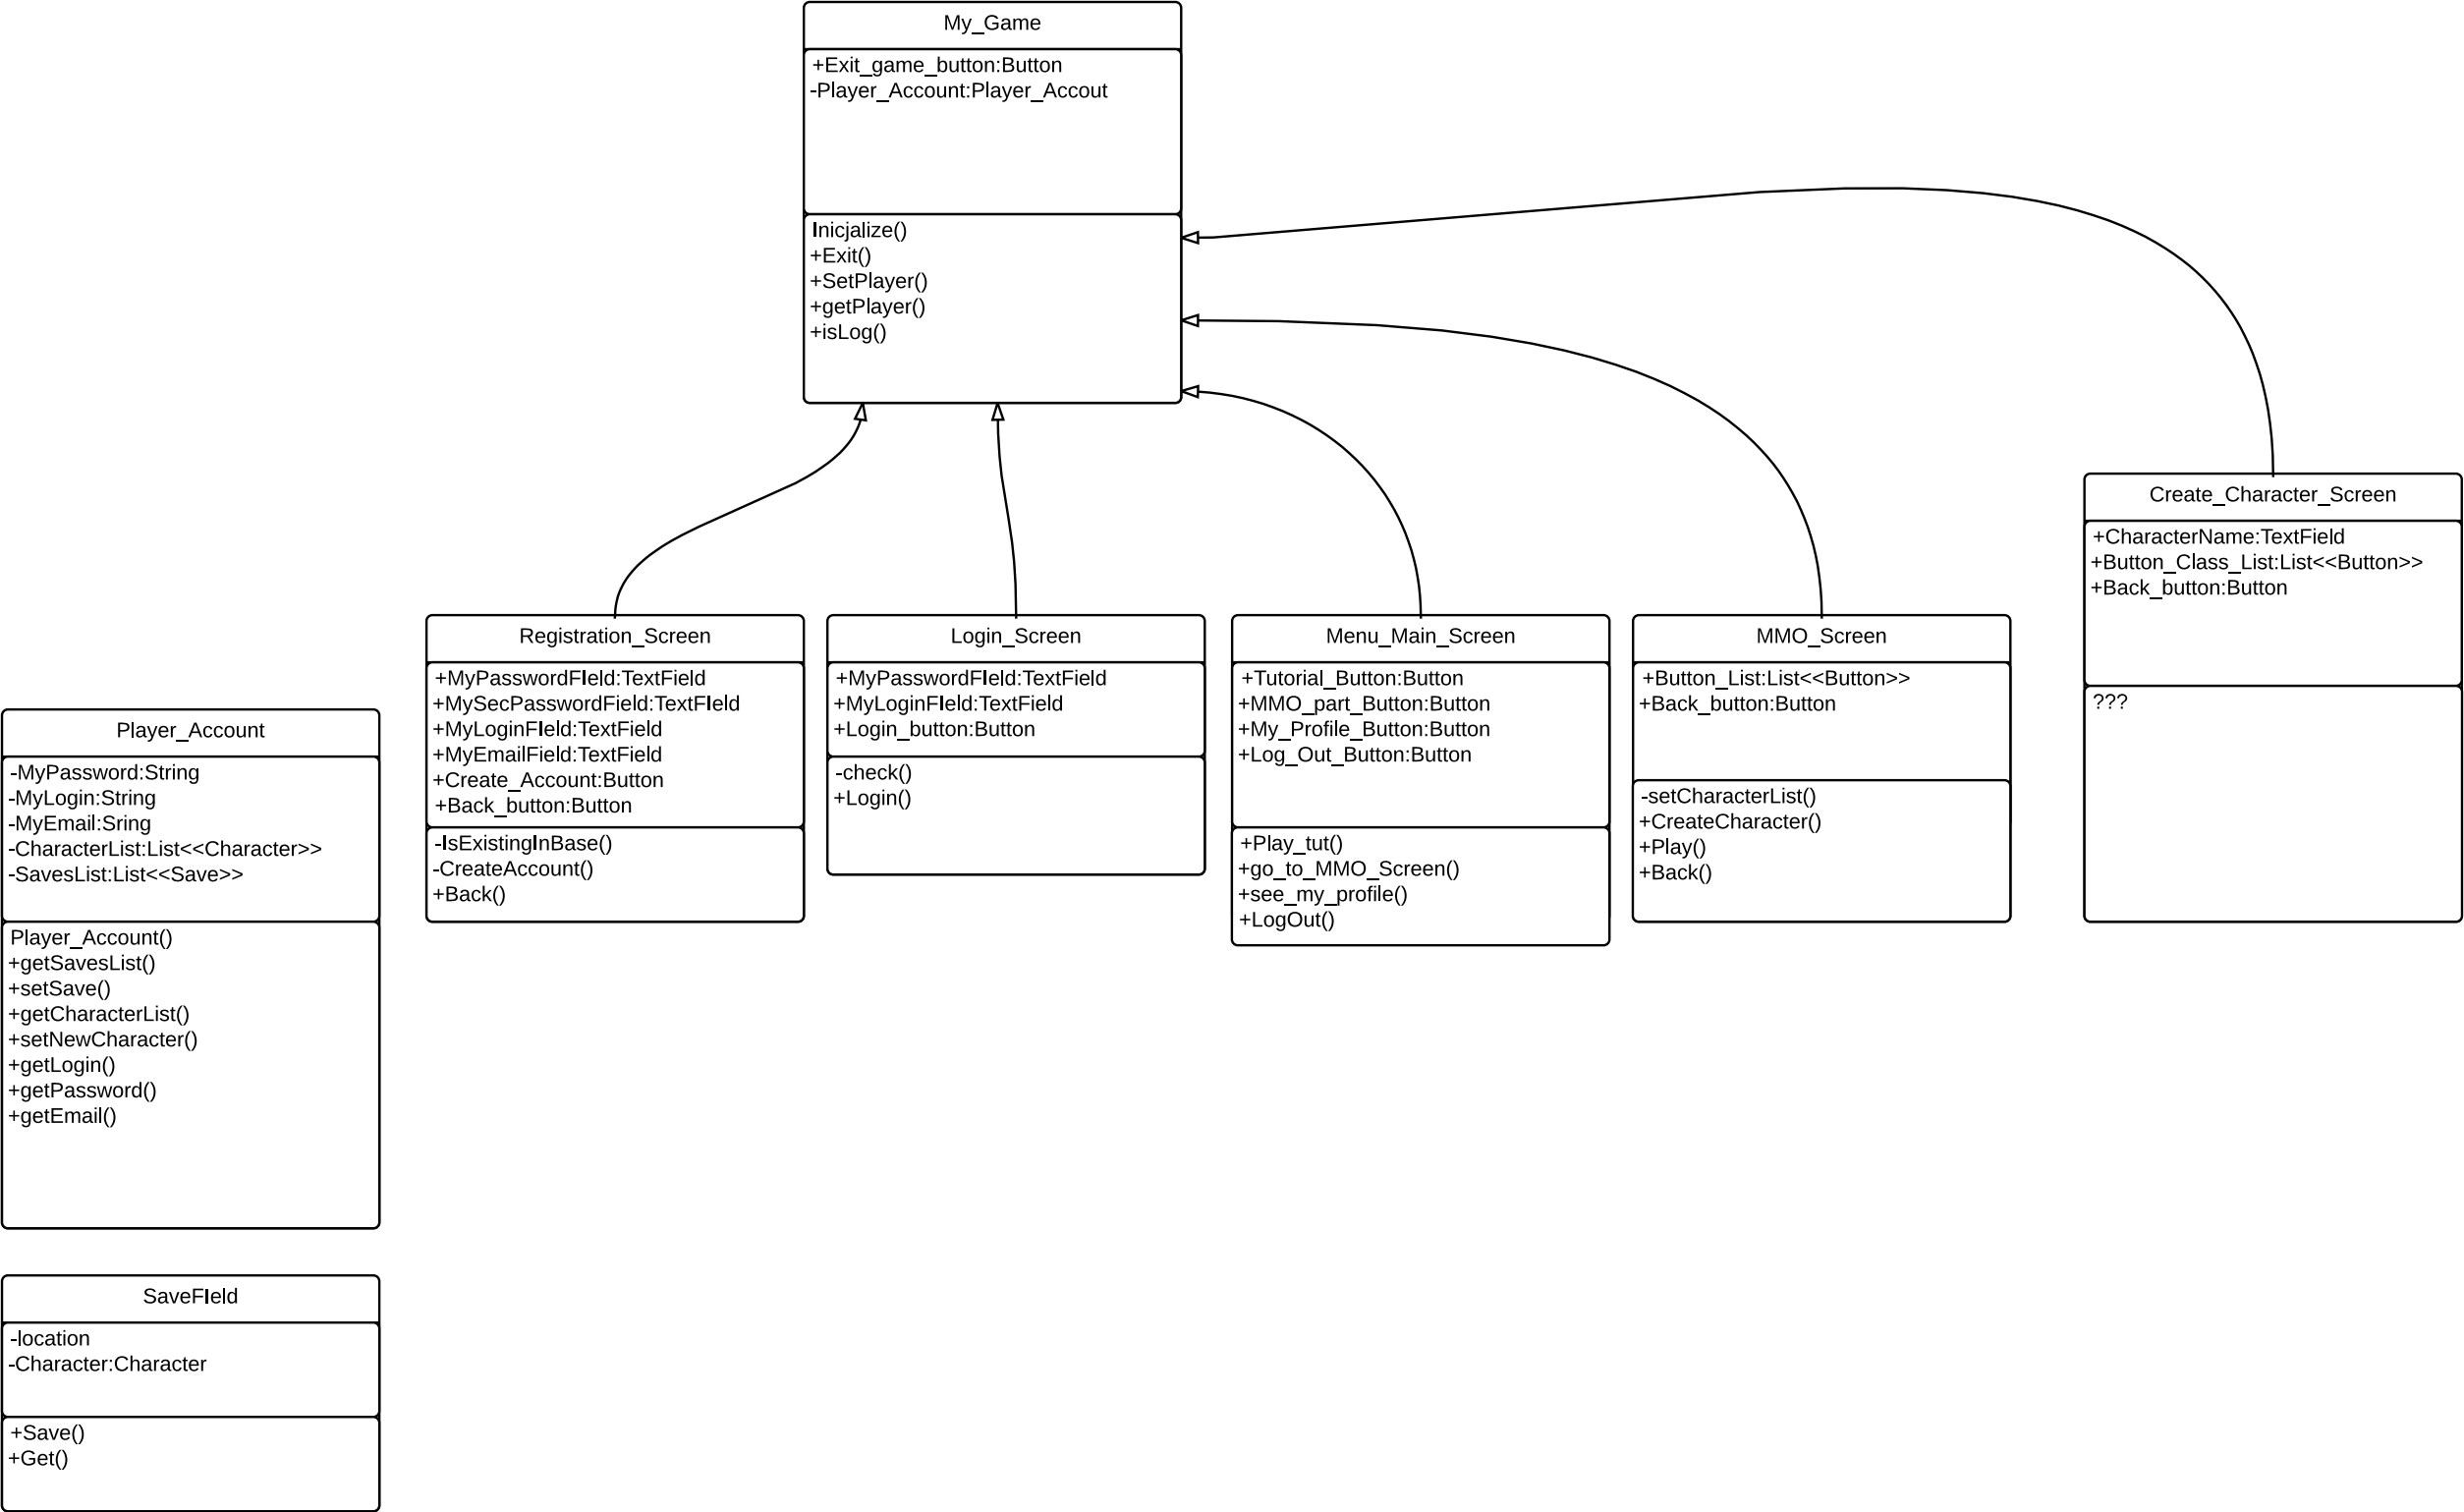 My_Game
+Exit_game_button:Button
-Player_Account:Player_Accout
Inicjalize()
+Exit()
+SetPlayer()
+getPlayer()
+isLog()
Registration_Screen
+MyPasswordFIeld:TextField
+MySecPasswordField:TextFIeld
+MyLoginFIeld:TextField
+MyEmailField:TextField
+Create_Account:Button
+Back_button:Button
-IsExistingInBase()
-CreateAccount()
+Back()
Login_Screen
+MyPasswordFIeld:TextField
+MyLoginFIeld:TextField
+Login_button:Button
-check()
+Login()
Menu_Main_Screen
+Tutorial_Button:Button
+MMO_part_Button:Button
+My_Profile_Button:Button
+Log_Out_Button:Button
+Play_tut()
+go_to_MMO_Screen()
+see_my_profile()
+LogOut()
MMO_Screen
+Button_List:List<<Button>>
+Back_button:Button
-setCharacterList()
+CreateCharacter()
+Play()
+Back()
Create_Character_Screen
+CharacterName:TextField
+Button_Class_List:List<<Button>>
+Back_button:Button
???
Player_Account
-MyPassword:String
-MyLogin:String
-MyEmail:Sring
-CharacterList:List<<Character>>
-SavesList:List<<Save>>
Player_Account()
+getSavesList()
+setSave()
+getCharacterList()
+setNewCharacter()
+getLogin()
+getPassword()
+getEmail()
SaveFIeld
-location
-Character:Character
+Save()
+Get()